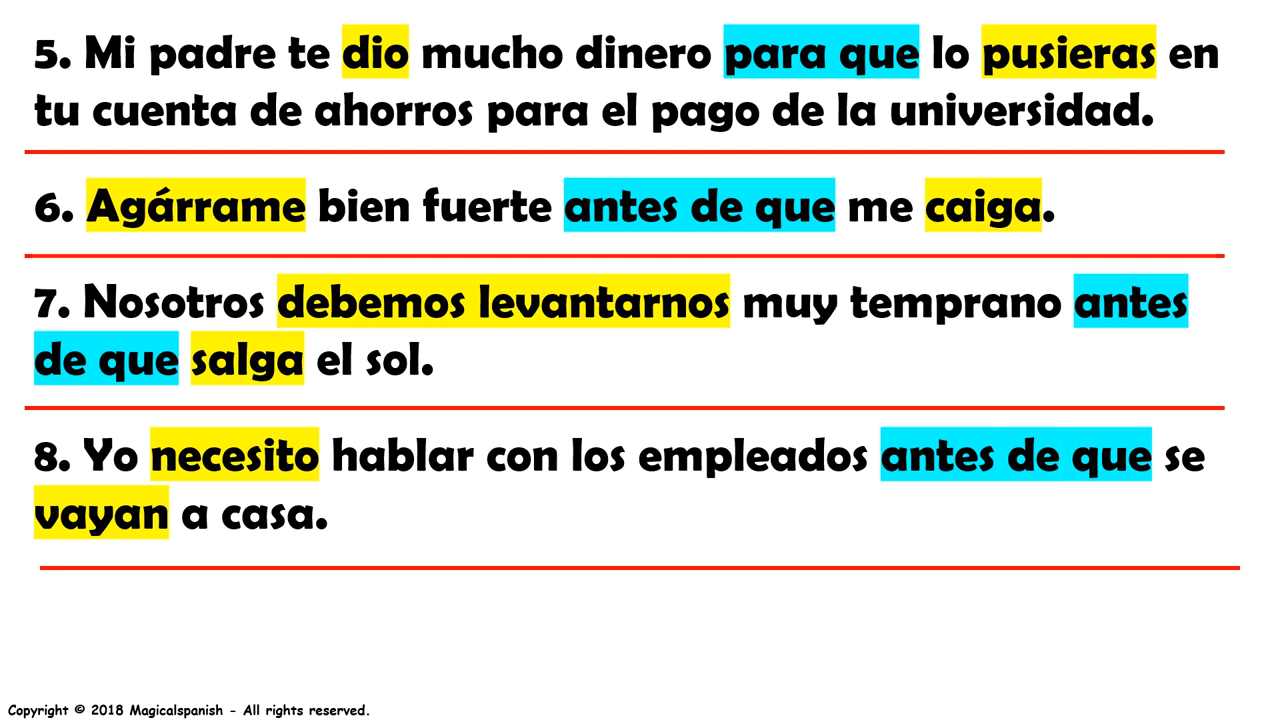 5. Mi padre te dio mucho dinero para que lo pusieras en
tu cuenta de ahorros para el pago de la universidad.
6. Agárrame bien fuerte antes de que me caiga.
7. Nosotros debemos levantarnos muy temprano antes
de que salga el sol.
8. Yo necesito hablar con los empleados antes de que se
vayan a casa.
Copyright © 2018 Magicalspanish - All rights reserved.